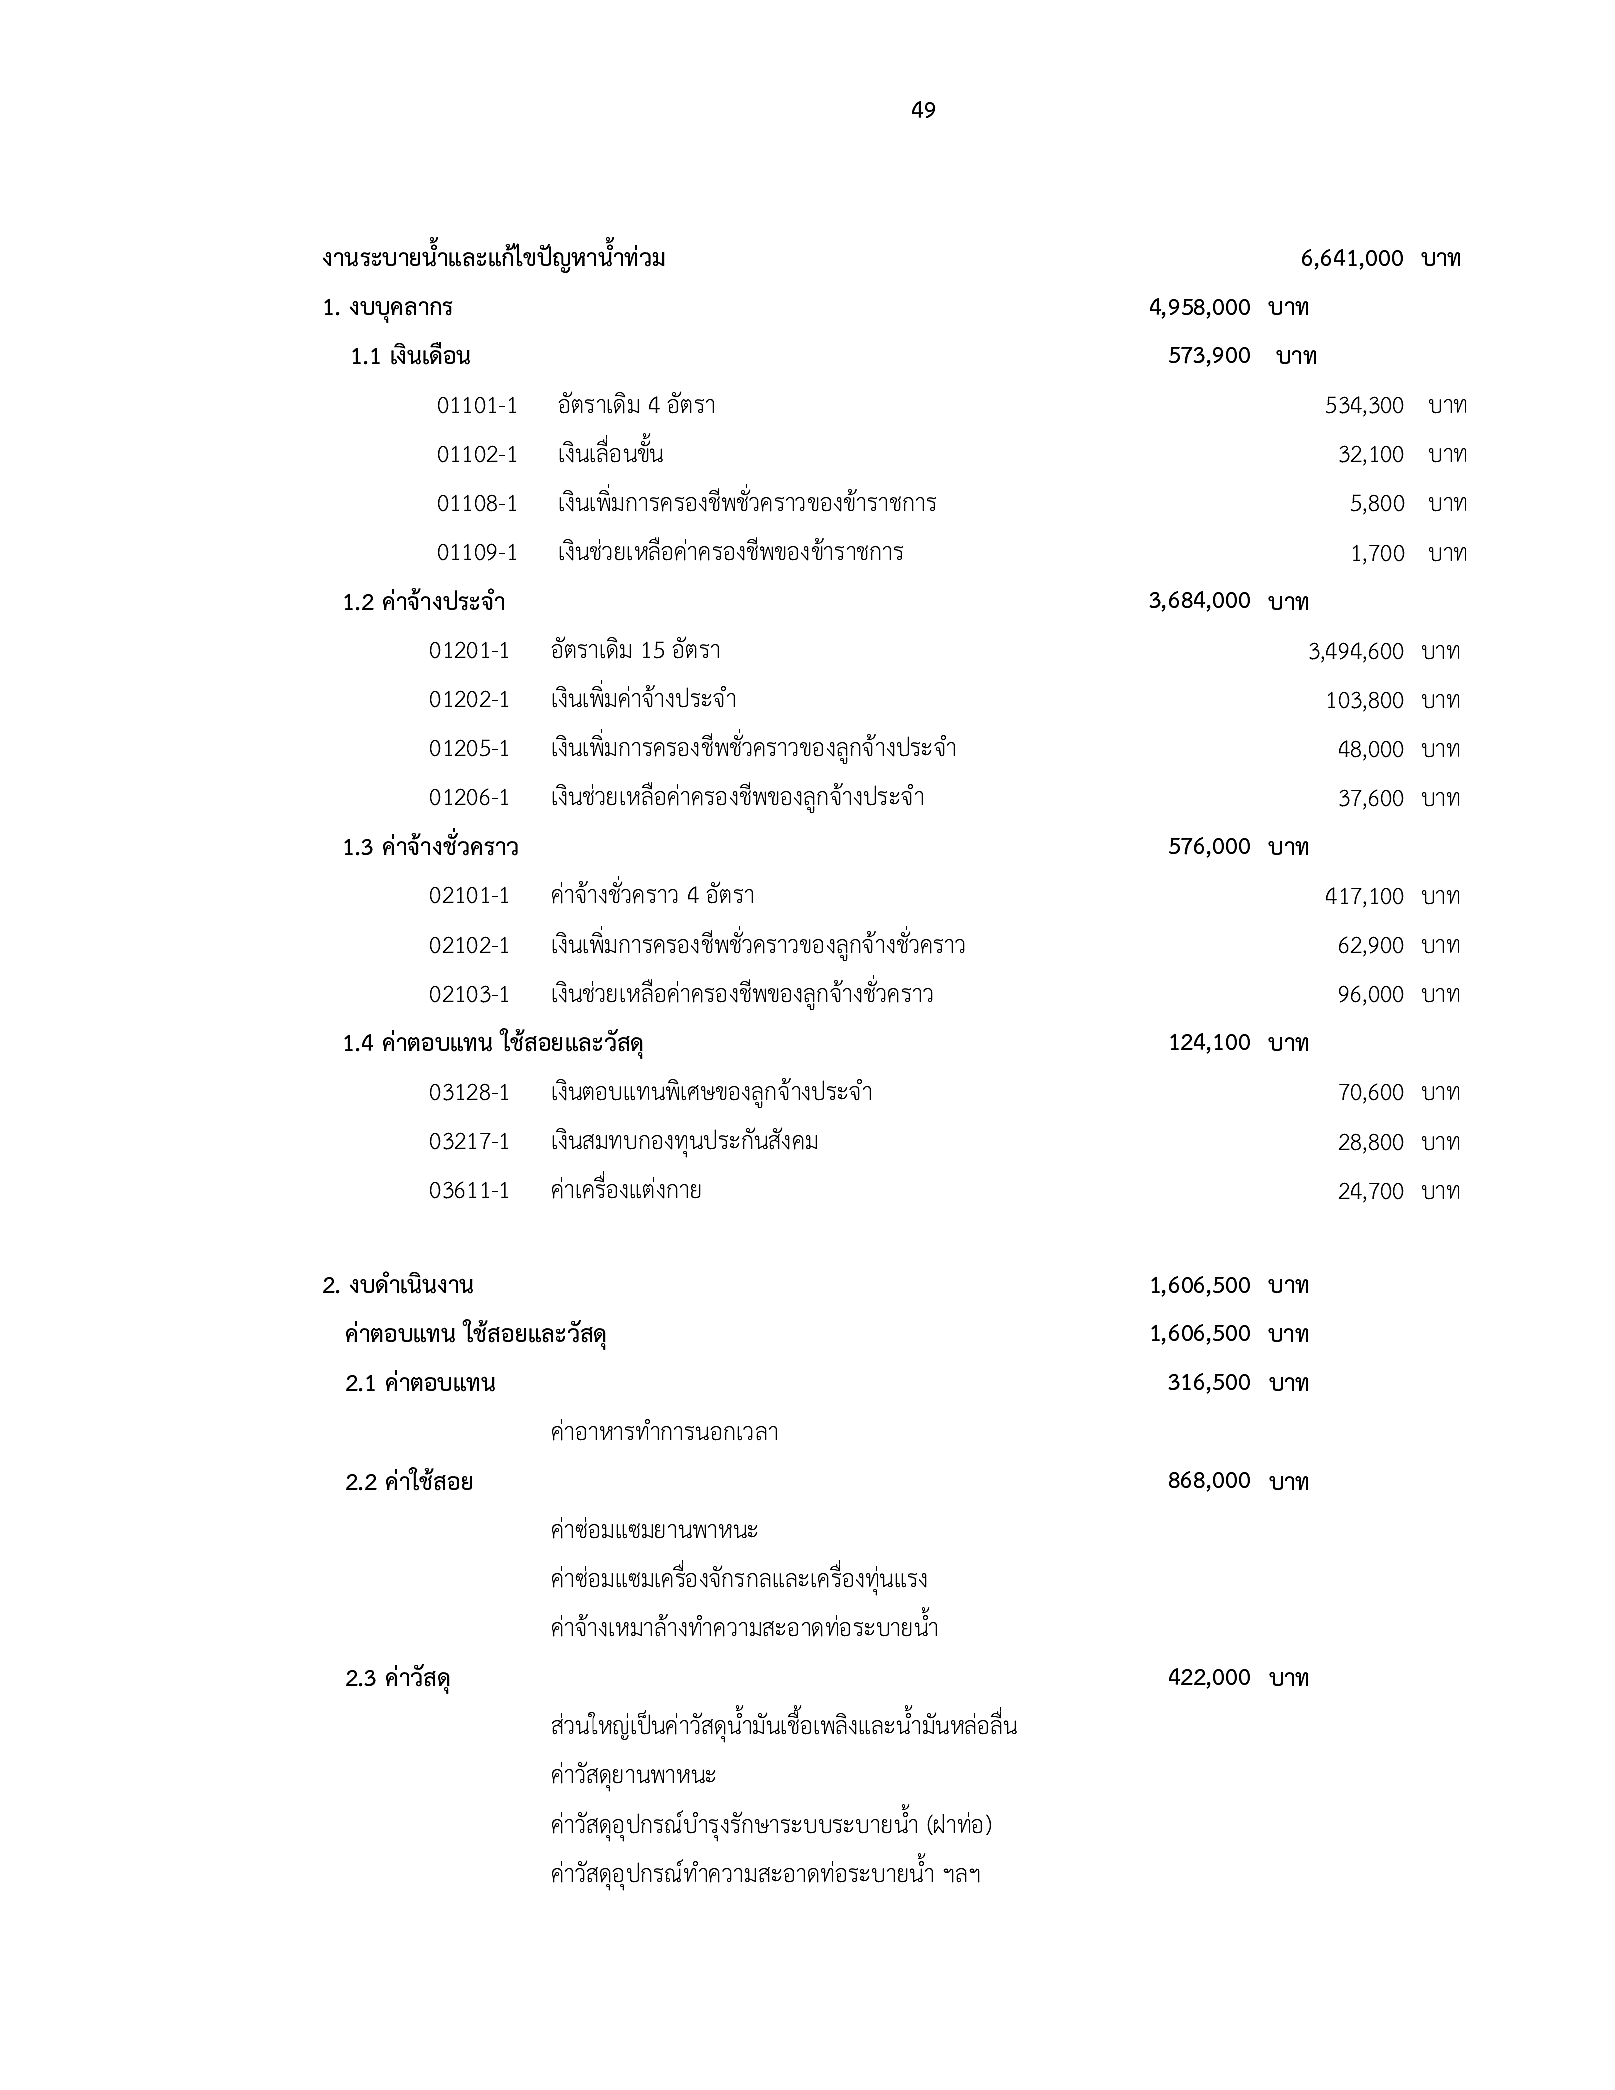 49
งานระบายน้ำและแก้ไขปัญหาน้ำท่วม 6,641,000 บาท
1. งบบุคลากร 4,958,000 บาท
1.1 เงินเดือน 573,900 บาท
01101-1 อัตราเดิม 4 อัตรา 534,300 บาท
01102-1 เงินเลื่อนขั้น 32,100 บาท
01108-1 เงินเพิ่มการครองชีพชั่วคราวของข้าราชการ 5,800 บาท
01109-1 เงินช่วยเหลือค่าครองชีพของข้าราชการ 1,700 บาท
1.2 ค่าจ้างประจำ 3,684,000 บาท
01201-1 อัตราเดิม 15 อัตรา 3,494,600 บาท
01202-1 เงินเพิ่มค่าจ้างประจำ 103,800 บาท
01205-1 เงินเพิ่มการครองชีพชั่วคราวของลูกจ้างประจำ 48,000 บาท
01206-1 เงินช่วยเหลือค่าครองชีพของลูกจ้างประจำ 37,600 บาท
1.3 ค่าจ้างชั่วคราว 576,000 บาท
02101-1 ค่าจ้างชั่วคราว 4 อัตรา 417,100 บาท
02102-1 เงินเพิ่มการครองชีพชั่วคราวของลูกจ้างชั่วคราว 62,900 บาท
02103-1 เงินช่วยเหลือค่าครองชีพของลูกจ้างชั่วคราว 96,000 บาท
1.4 ค่าตอบแทน ใช้สอยและวัสดุ 124,100 บาท
03128-1 เงินตอบแทนพิเศษของลูกจ้างประจำ 70,600 บาท
03217-1 เงินสมทบกองทุนประกันสังคม 28,800 บาท
03611-1 ค่าเครื่องแต่งกาย 24,700 บาท
2. งบดำเนินงาน 1,606,500 บาท
ค่าตอบแทน ใช้สอยและวัสดุ 1,606,500 บาท
2.1 ค่าตอบแทน 316,500 บาท
ค่าอาหารทำการนอกเวลา
2.2 ค่าใช้สอย 868,000 บาท
ค่าซ่อมแซมยานพาหนะ
ค่าซ่อมแซมเครื่องจักรกลและเครื่องทุ่นแรง
ค่าจ้างเหมาล้างทำความสะอาดท่อระบายน้ำ
2.3 ค่าวัสดุ 422,000 บาท
ส่วนใหญ่เป็นค่าวัสดุน้ำมันเชื้อเพลิงและน้ำมันหล่อลื่น
ค่าวัสดุยานพาหนะ
ค่าวัสดุอุปกรณ์บำรุงรักษาระบบระบายน้ำ (ฝาท่อ)
ค่าวัสดุอุปกรณ์ทำความสะอาดท่อระบายน้ำ ฯลฯ